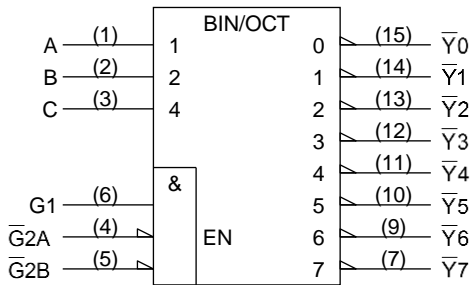 BIN/OCT
A (1) 1 0 (15) Y̅0
B (2) 2 1 (14) Y̅1
C (3) 4 2 (13) Y̅2
3 (12) Y̅3
& 4 (11) Y̅4
G1 (6) 5 (10) Y̅5
G̅2A (4) EN 6 (9) Y̅6
G̅2B (5) 7 (7) Y̅7